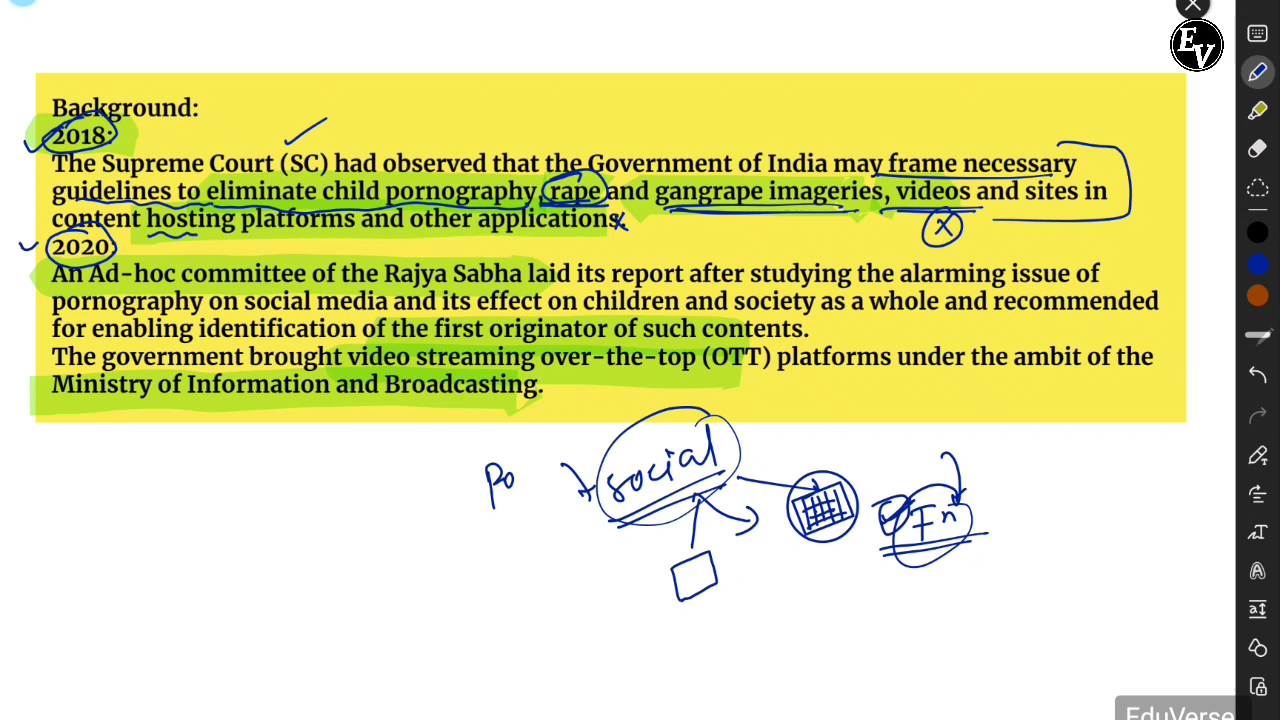 EV
Background:
2018:
The Supreme Court (SC) had observed that the Government of India may frame necessary
guidelines to eliminate child pornography, rape and gangrape imageries, videos and sites in
content hosting platforms and other applications.
2020
An Ad-hoc committee of the Rajya Sabha laid its report after studying the alarming issue of
pornography on social media and its effect on children and society as a whole and recommended
for enabling identification of the first originator of such contents.
The government brought video streaming over-the-top (OTT) platforms under the ambit of the
Ministry of Information and Broadcasting.
Po social
EduVerse